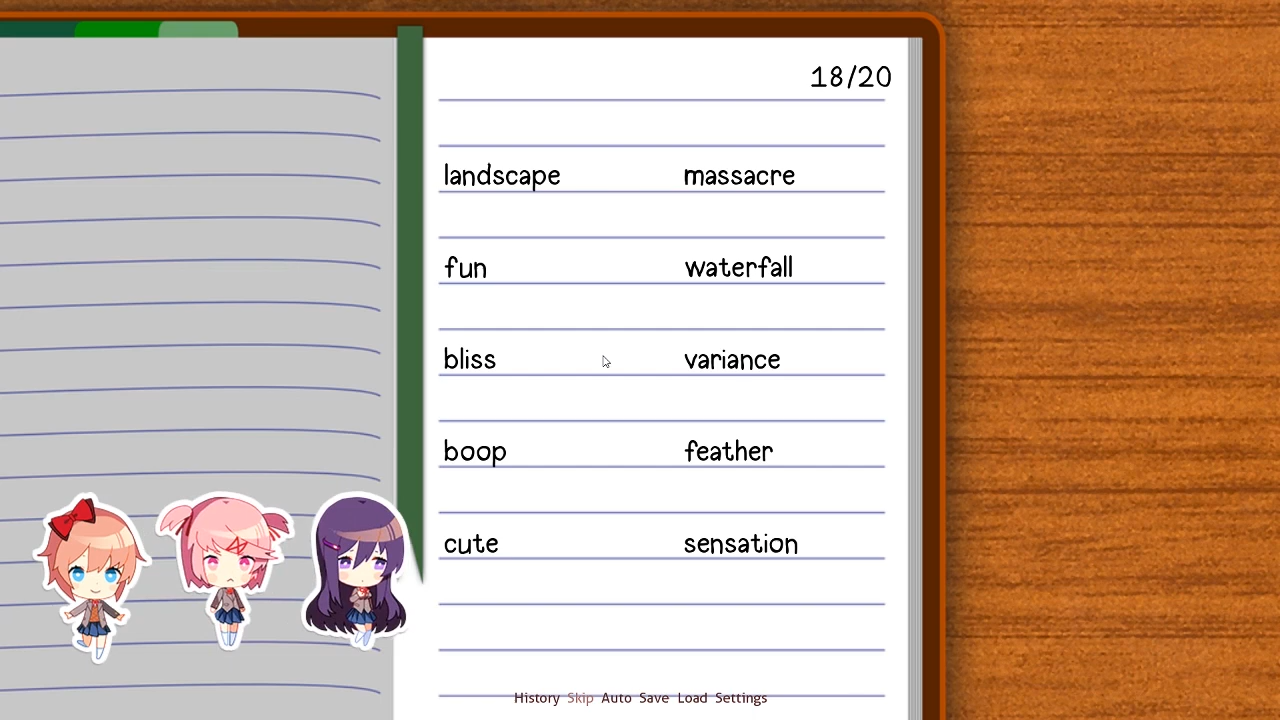 18/20
landscape massacre
fun waterfall
bliss variance
boop feather
cute sensation
History Skip Auto Save Load Settings